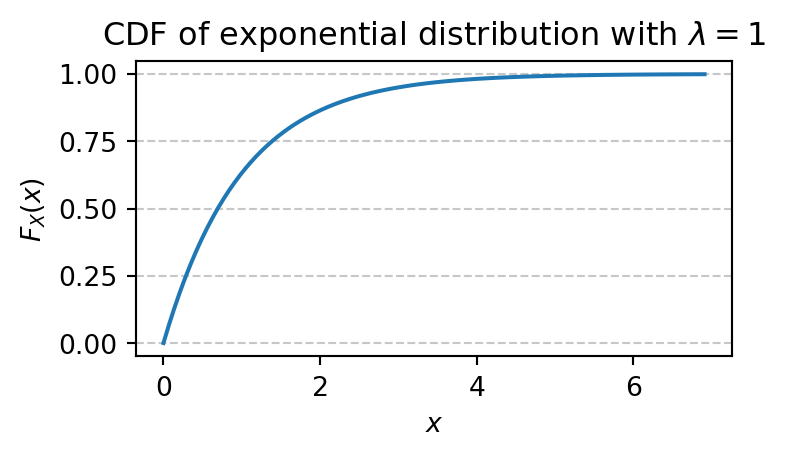 CDF of exponential distribution with λ = 1
1.00
0.75
0.50
0.25
0.00
F_X(x)
0 2 4 6
x